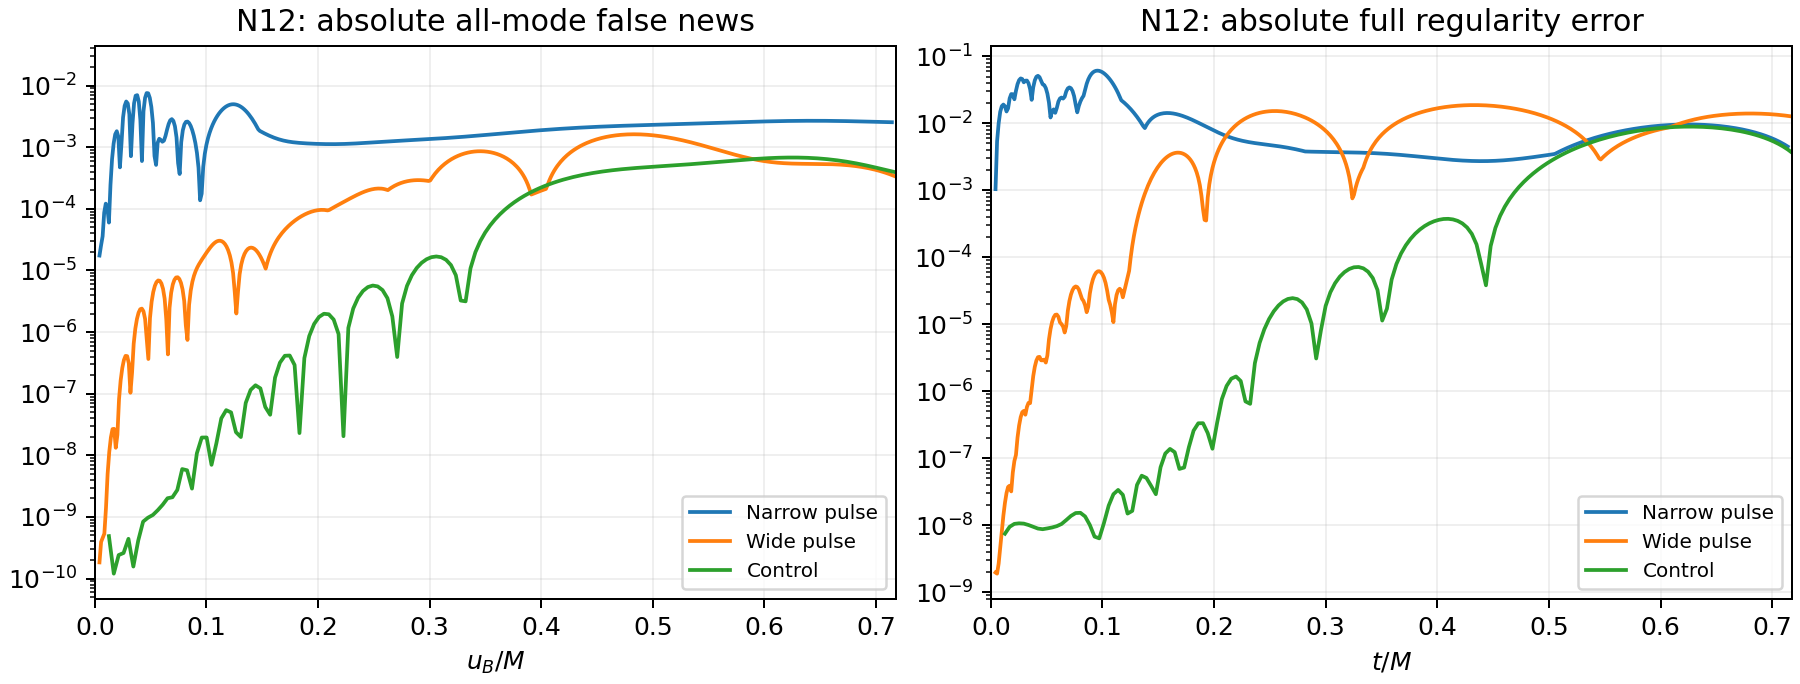 N12: absolute all-mode false news
10⁻²
10⁻³
10⁻⁴
10⁻⁵
10⁻⁶
10⁻⁷
10⁻⁸
10⁻⁹
10⁻¹⁰
Narrow pulse
Wide pulse
Control
0.0 0.1 0.2 0.3 0.4 0.5 0.6 0.7
u_B/M
N12: absolute full regularity error
10⁻¹
10⁻²
10⁻³
10⁻⁴
10⁻⁵
10⁻⁶
10⁻⁷
10⁻⁸
10⁻⁹
Narrow pulse
Wide pulse
Control
0.0 0.1 0.2 0.3 0.4 0.5 0.6 0.7
t/M